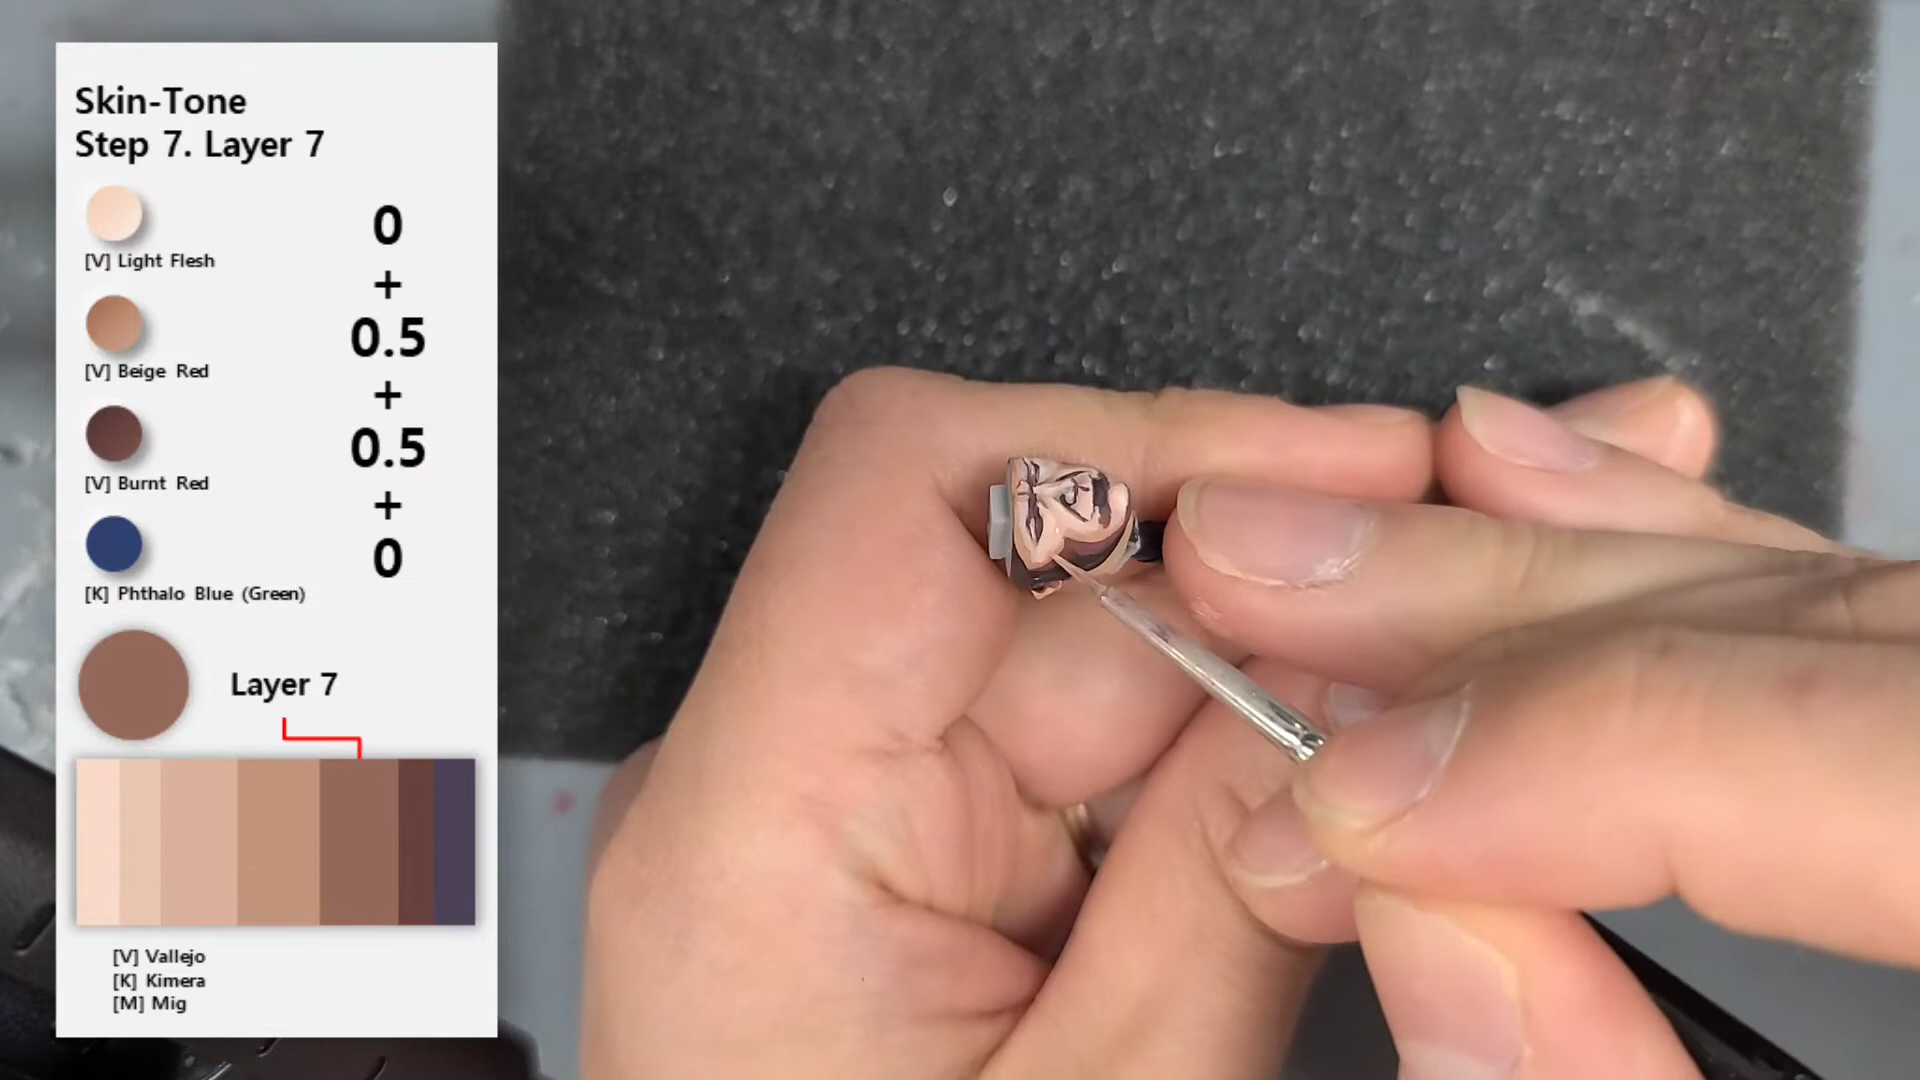 Skin-Tone
Step 7. Layer 7
0
[V] Light Flesh
+
0.5
[V] Beige Red
+
0.5
[V] Burnt Red
+
0
[K] Phthalo Blue (Green)
Layer 7
[V] Vallejo
[K] Kimera
[M] Mig